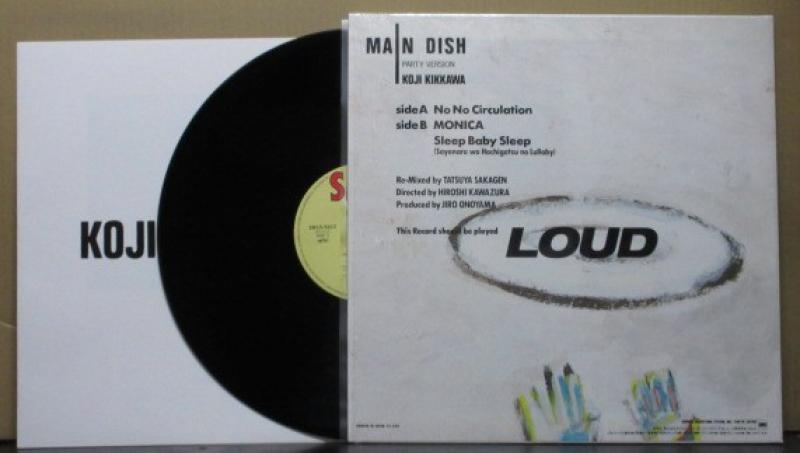 MAIN DISH
PARTY VERSION
KOJI KIKKAWA
side A No No Circulation
side B MONICA
Sleep Baby Sleep
(Sayonara wa Hachigatsu no Lullaby)
Re-Mixed by TATSUYA SAKAGEN
Directed by HIROSHI KAWAZURA
Produced by JIRO ONOYAMA
This Record should be played
LOUD
KOJI
S